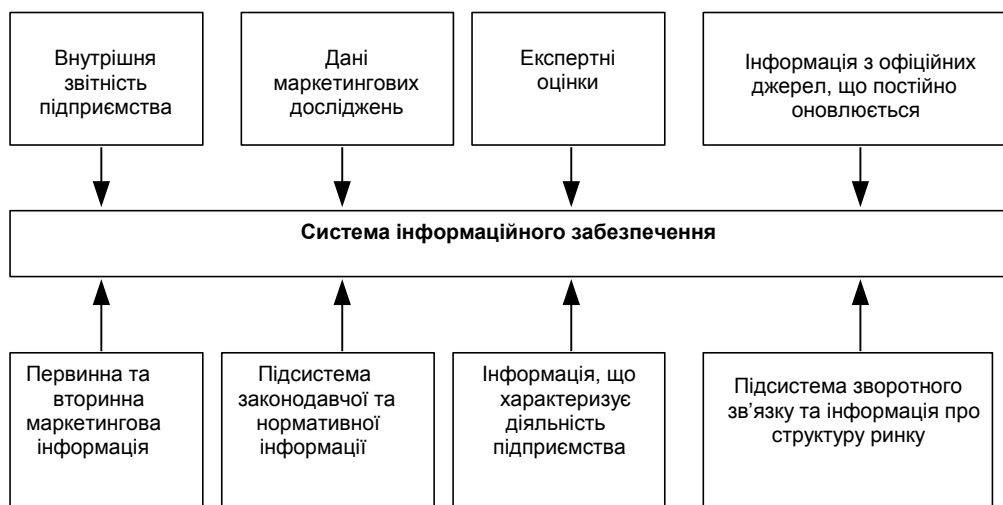 Внутрішня
звітність
підприємства
Дані
маркетингових
досліджень
Експертні
оцінки
Інформація з офіційних
джерел, що постійно
оновлюється
Система інформаційного забезпечення
Первинна та
вторинна
маркетингова
інформація
Підсистема
законодавчої та
нормативної
інформації
Інформація, що
характеризує
діяльність
підприємства
Підсистема зворотного
зв’язку та інформація про
структуру ринку